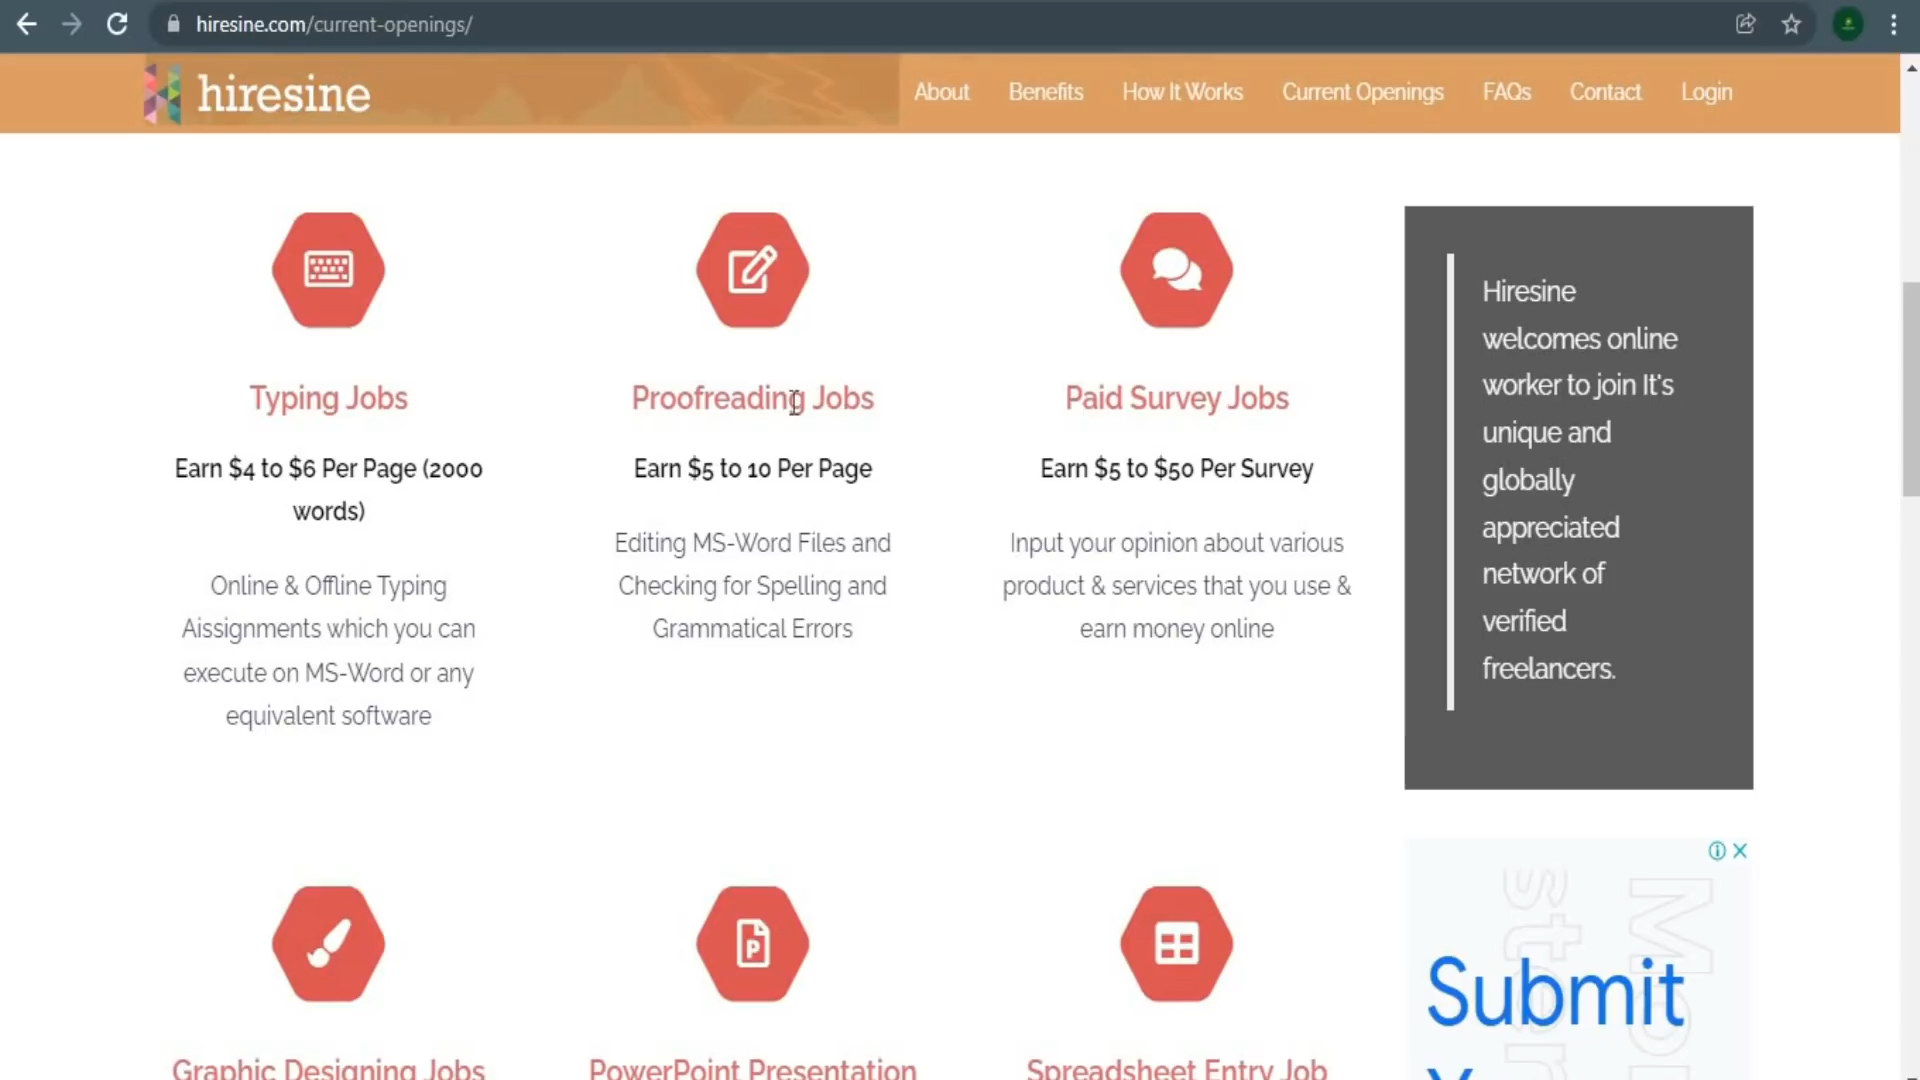 hiresine.com/current-openings/
hiresine
About Benefits How It Works Current Openings FAQs Contact Login
Typing Jobs
Earn $4 to $6 Per Page (2000
words)
Online & Offline Typing
Aissignments which you can
execute on MS-Word or any
equivalent software
Proofreading Jobs
Earn $5 to 10 Per Page
Editing MS-Word Files and
Checking for Spelling and
Grammatical Errors
Paid Survey Jobs
Earn $5 to $50 Per Survey
Input your opinion about various
product & services that you use &
earn money online
Hiresine
welcomes online
worker to join It's
unique and
globally
appreciated
network of
verified
freelancers.
Graphic Designing Jobs
PowerPoint Presentation
Spreadsheet Entry Job
Submit